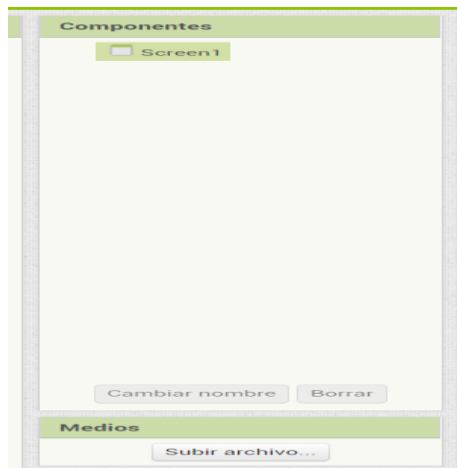 Componentes
Screen1
Cambiar nombre Borrar
Medios
Subir archivo...